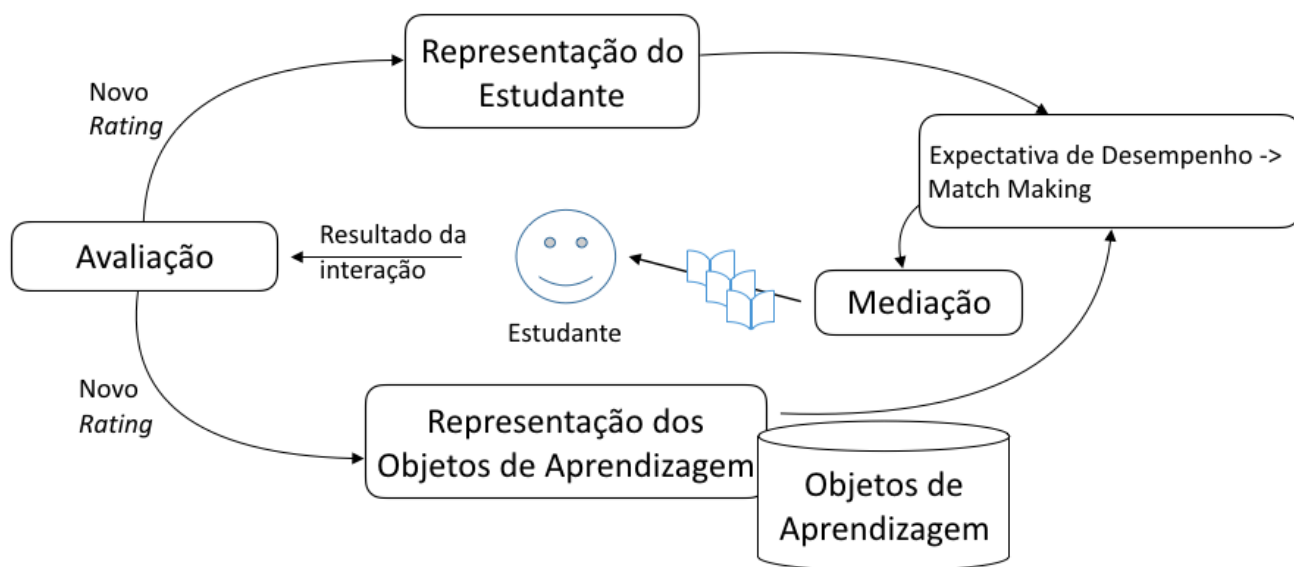 Representação do
Estudante
Novo
Rating
Expectativa de Desempenho ->
Match Making
Avaliação
Resultado da
interação
Estudante
Mediação
Novo
Rating
Representação dos
Objetos de Aprendizagem
Objetos de
Aprendizagem